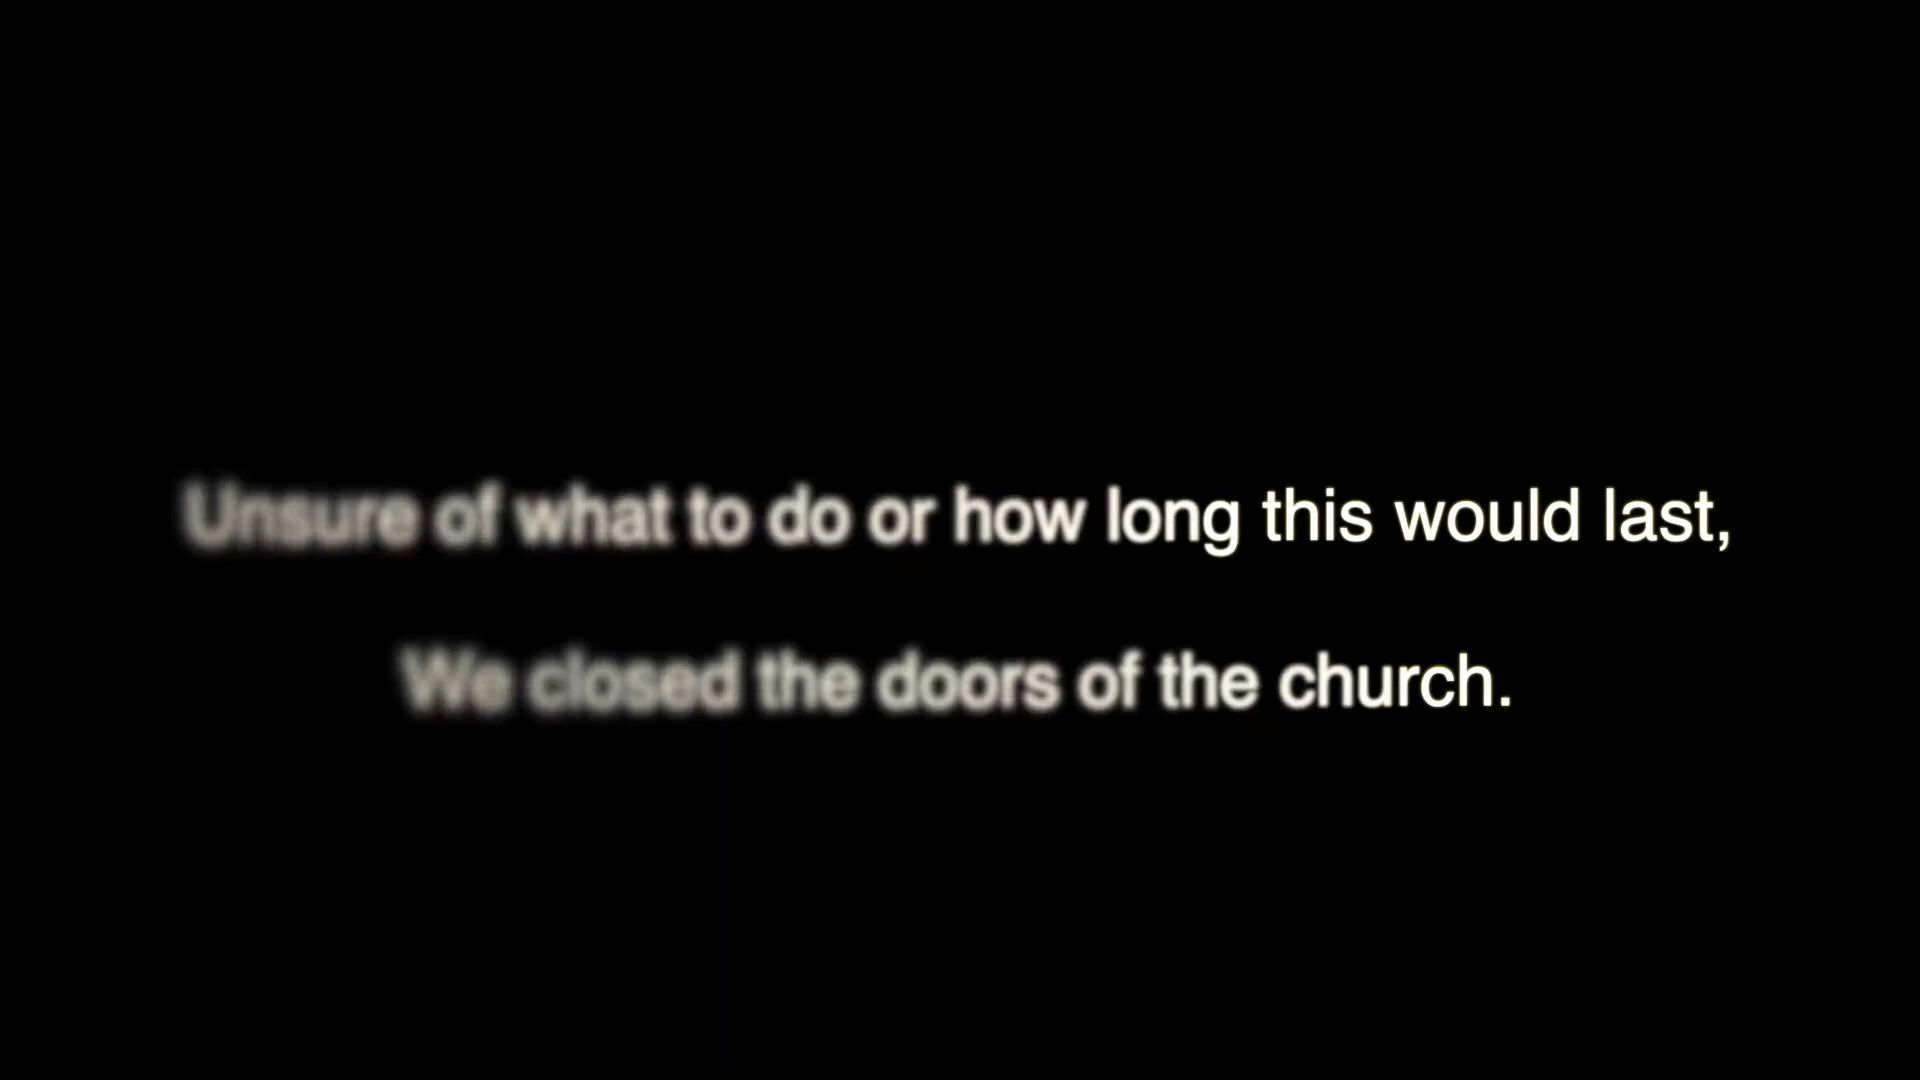 Unsure of what to do or how long this would last,
We closed the doors of the church.